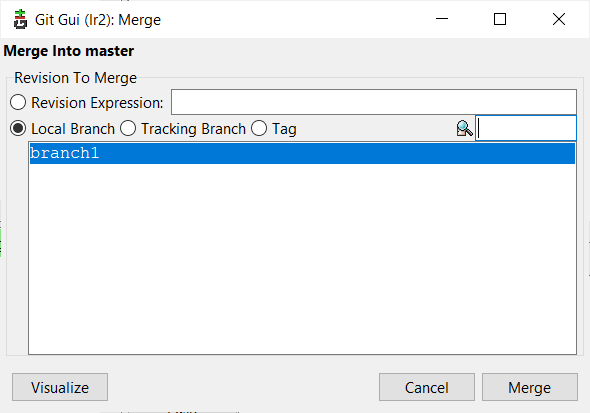 Git Gui (lr2): Merge
Merge Into master
Revision To Merge
Revision Expression:
Local Branch Tracking Branch Tag
branch1
Visualize Cancel Merge